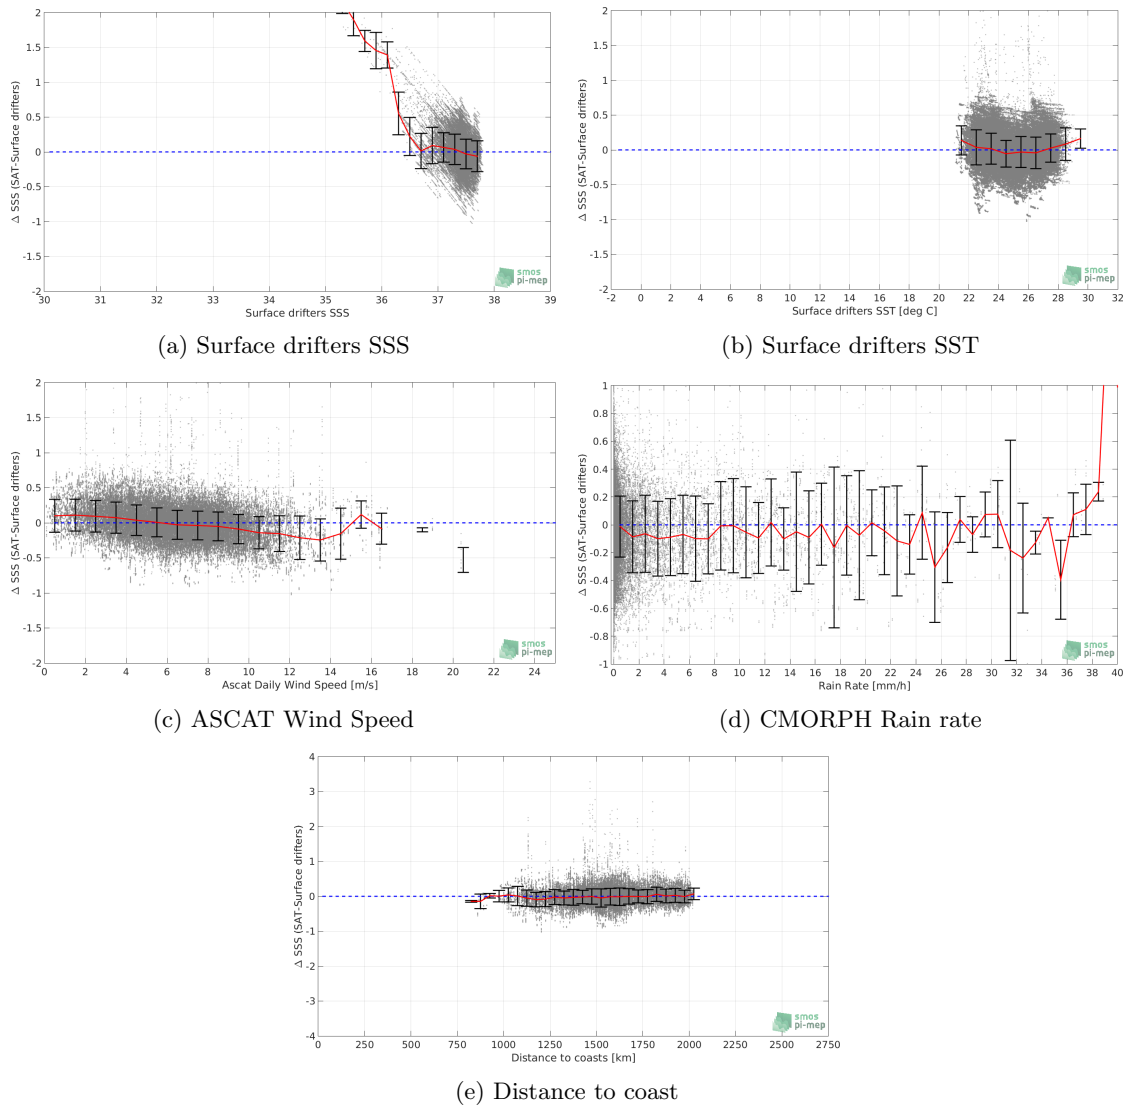 Δ SSS (SAT-Surface drifters)
2
1.5
1
0.5
0
-0.5
-1
-1.5
-2
30 31 32 33 34 35 36 37 38 39
Surface drifters SSS
smos
pi-mep
(a) Surface drifters SSS
Δ SSS (SAT-Surface drifters)
2
1.5
1
0.5
0
-0.5
-1
-1.5
-2
-2 0 2 4 6 8 10 12 14 16 18 20 22 24 26 28 30 32
Surface drifters SST [deg C]
smos
pi-mep
(b) Surface drifters SST
Δ SSS (SAT-Surface drifters)
2
1.5
1
0.5
0
-0.5
-1
-1.5
-2
2 4 6 8 10 12 14 16 18 20 22 24
Ascat Daily Wind Speed [m/s]
smos
pi-mep
(c) ASCAT Wind Speed
Δ SSS (SAT-Surface drifters)
1
0.8
0.6
0.4
0.2
0
-0.2
-0.4
-0.6
-0.8
-1
0 2 4 6 8 10 12 14 16 18 20 22 24 26 28 30 32 34 36 38 40
Rain Rate [mm/h]
smos
pi-mep
(d) CMORPH Rain rate
Δ SSS (SAT-Surface drifters)
4
3
2
1
0
-1
-2
-3
-4
0 250 500 750 1000 1250 1500 1750 2000 2250 2500 2750
Distance to coasts [km]
smos
pi-mep
(e) Distance to coast